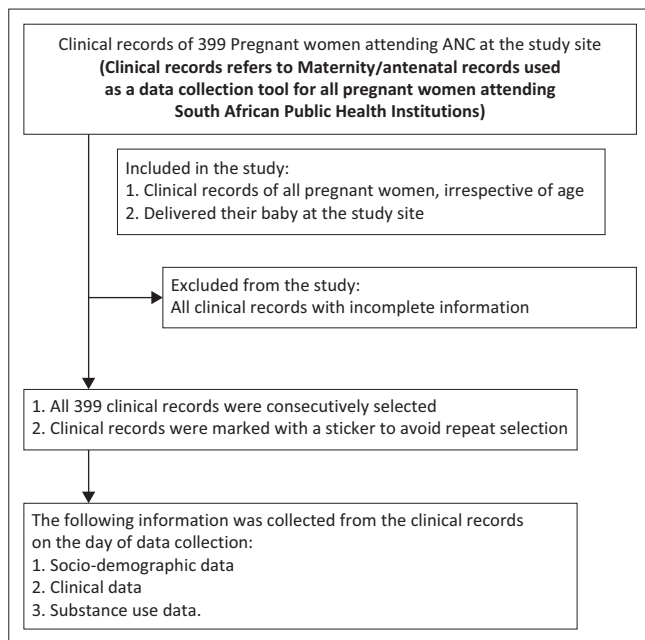 Clinical records of 399 Pregnant women attending ANC at the study site
(Clinical records refers to Maternity/antenatal records used
as a data collection tool for all pregnant women attending
South African Public Health Institutions)
Included in the study:
1. Clinical records of all pregnant women, irrespective of age
2. Delivered their baby at the study site
Excluded from the study:
All clinical records with incomplete information
1. All 399 clinical records were consecutively selected
2. Clinical records were marked with a sticker to avoid repeat selection
The following information was collected from the clinical records
on the day of data collection:
1. Socio-demographic data
2. Clinical data
3. Substance use data.